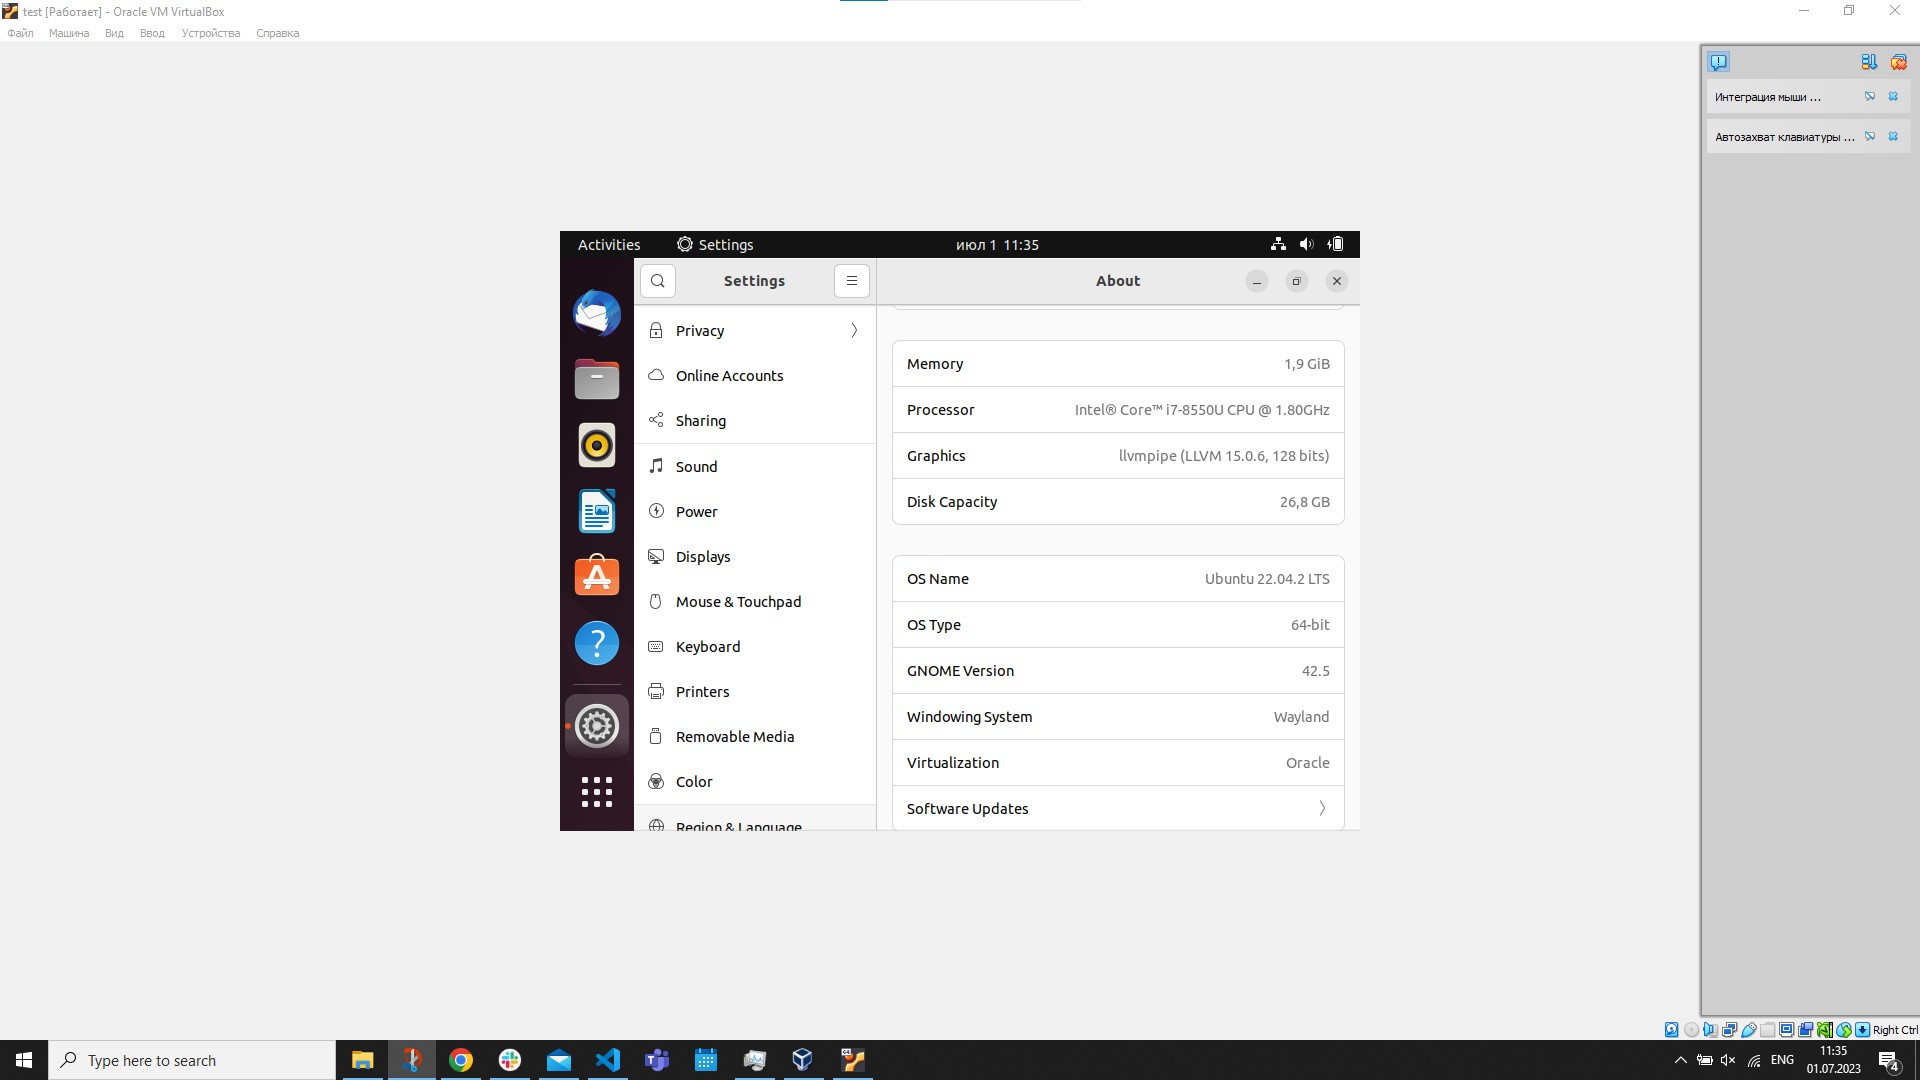 test [Работает] - Oracle VM VirtualBox
Файл Машина Вид Ввод Устройства Справка
Интеграция мыши ...
Автозахват клавиатуры ...
Activities Settings июл 1 11:35
Settings About
Privacy
Online Accounts
Sharing
Sound
Power
Displays
Mouse & Touchpad
Keyboard
Printers
Removable Media
Color
Region & Language
Memory 1,9 GiB
Processor Intel® Core™ i7-8550U CPU @ 1.80GHz
Graphics llvmpipe (LLVM 15.0.6, 128 bits)
Disk Capacity 26,8 GB
OS Name Ubuntu 22.04.2 LTS
OS Type 64-bit
GNOME Version 42.5
Windowing System Wayland
Virtualization Oracle
Software Updates
Right Ctrl
Type here to search
ENG
11:35
01.07.2023
4